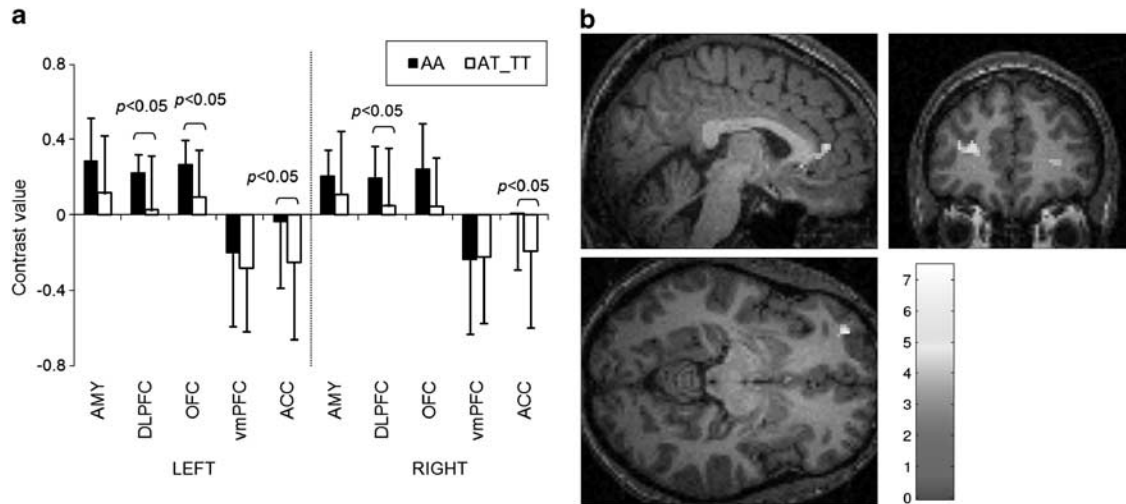 a
b
AA AT_TT
0.8
0.4
0
-0.4
-0.8
Contrast value
p<0.05
p<0.05
p<0.05
p<0.05
p<0.05
AMY
DLPFC
OFC
vmPFC
ACC
AMY
DLPFC
OFC
vmPFC
ACC
LEFT
RIGHT
7
6
5
4
3
2
1
0